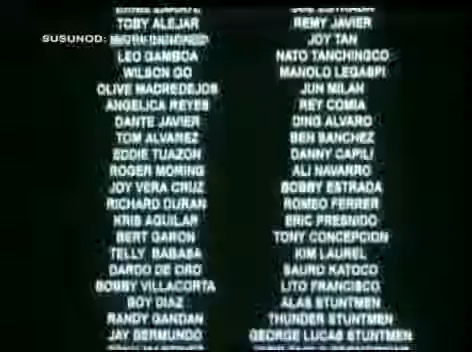 TOBY ALEJAR
SUSUNOD:
LEO GAMBOA
WILSON GO
OLIVE MADREDEJOS
ANGELICA REYES
DANTE JAVIER
TOM ALVAREZ
EDDIE TUAZON
ROGER MORING
JOY VERA CRUZ
RICHARD DURAN
KRIS AGUILAR
BERT GARON
TELLY BABASA
DARDO DE ORO
BOBBY VILLACORTA
BOY DIAZ
RANDY GANDAN
JAY BERMUNDO
REMY JAVIER
JOY TAN
NATO TANCHINGCO
MANOLO LEGASPI
JUN MILAN
REY COMIA
DING ALVARO
BEN SANCHEZ
DANNY CAPILI
ALI NAVARRO
BOBBY ESTRADA
ROMEO FERRER
ERIC PRESNIDO
TONY CONCEPCION
KIM LAUREL
SAURO KATOCO
LITO FRANCISCO
ALAS STUNTMEN
THUNDER STUNTMEN
GEORGE LUCAS STUNTMEN